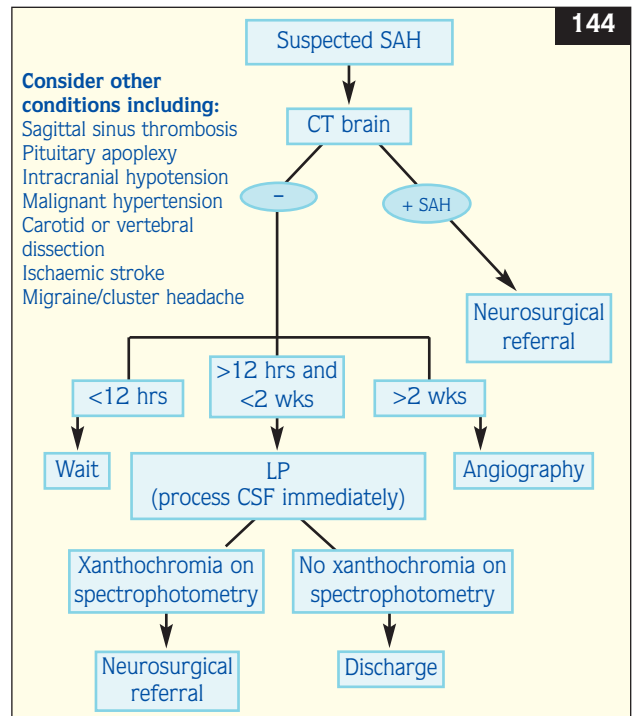 144
Suspected SAH
Consider other
conditions including:
Sagittal sinus thrombosis
Pituitary apoplexy
Intracranial hypotension
Malignant hypertension
Carotid or vertebral
dissection
Ischaemic stroke
Migraine/cluster headache
CT brain
–
+ SAH
Neurosurgical
referral
<12 hrs
>12 hrs and
<2 wks
>2 wks
Wait
LP
(process CSF immediately)
Angiography
Xanthochromia on
spectrophotometry
No xanthochromia on
spectrophotometry
Neurosurgical
referral
Discharge